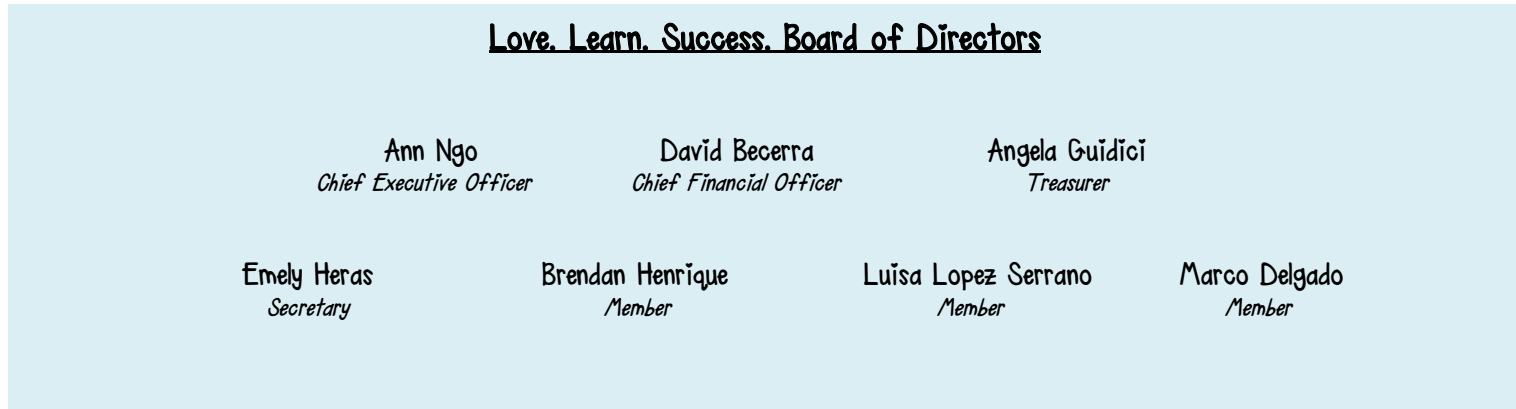 Love. Learn. Success. Board of Directors
Ann Ngo David Becerra Angela Guidici
Chief Executive Officer Chief Financial Officer Treasurer
Emely Heras Brendan Henrique Luisa Lopez Serrano Marco Delgado
Secretary Member Member Member